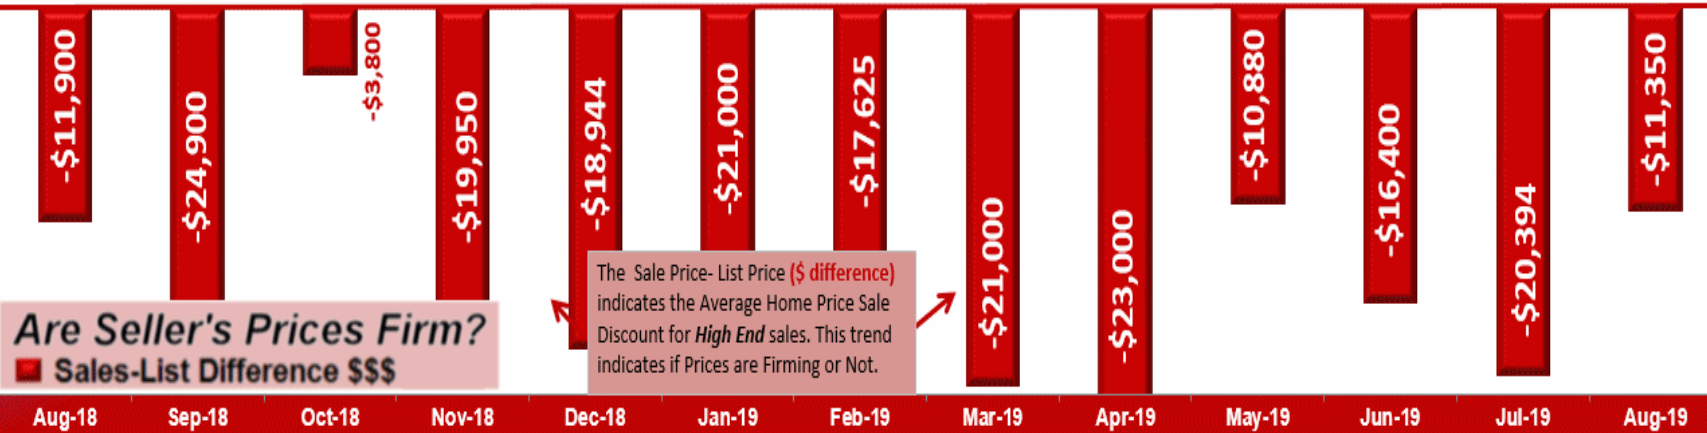 -$11,900
-$24,900
-$3,800
-$19,950
-$18,944
-$21,000
-$17,625
-$21,000
-$23,000
-$10,880
-$16,400
-$20,394
-$11,350
The Sale Price- List Price ($ difference)
indicates the Average Home Price Sale
Discount for High End sales. This trend
indicates if Prices are Firming or Not.
Are Seller's Prices Firm?
Sales-List Difference $$$
Aug-18 Sep-18 Oct-18 Nov-18 Dec-18 Jan-19 Feb-19 Mar-19 Apr-19 May-19 Jun-19 Jul-19 Aug-19